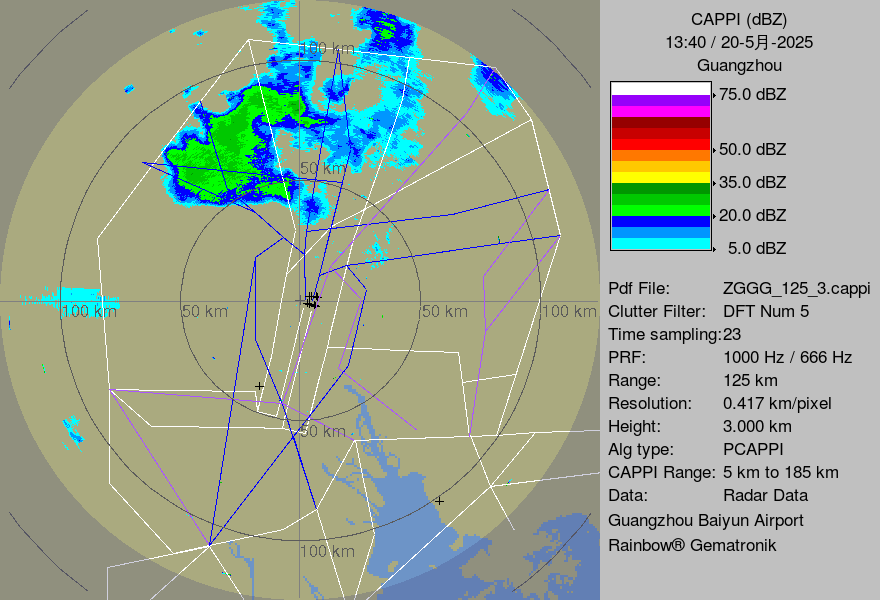 CAPPI (dBZ)
13:40 / 20-5月-2025
Guangzhou
75.0 dBZ
50.0 dBZ
35.0 dBZ
20.0 dBZ
5.0 dBZ
Pdf File: ZGGG_125_3.cappi
Clutter Filter: DFT Num 5
Time sampling:23
PRF: 1000 Hz / 666 Hz
Range: 125 km
Resolution: 0.417 km/pixel
Height: 3.000 km
Alg type: PCAPPI
CAPPI Range: 5 km to 185 km
Data: Radar Data
Guangzhou Baiyun Airport
Rainbow® Gematronik
100 km
50 km
100 km
50 km
50 km
100 km
50 km
100 km